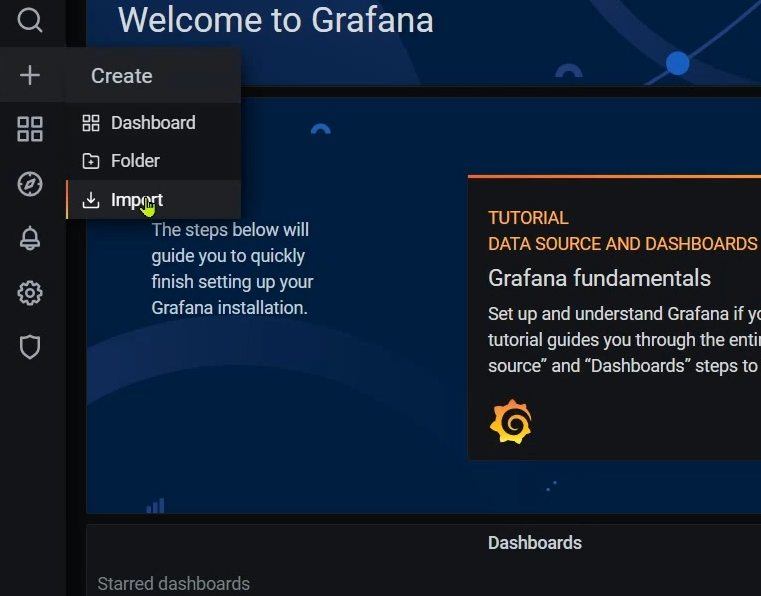 Welcome to Grafana
Create
Dashboard
Folder
Import
The steps below will
guide you to quickly
finish setting up your
Grafana installation.
TUTORIAL
DATA SOURCE AND DASHBOARDS
Grafana fundamentals
Set up and understand Grafana if yo
tutorial guides you through the enti
source” and “Dashboards” steps to
Dashboards
Starred dashboards